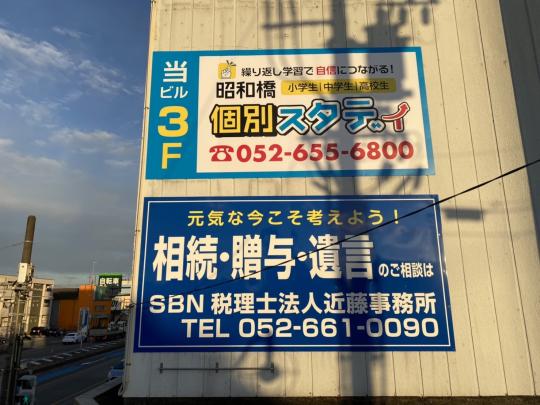 当
ビル
3
F
繰り返し学習で自信につながる!
昭和橋
小学生|中学生|高校生
個別スタディ
☎052-655-6800
元気な今こそ考えよう!
相続・贈与・遺言のご相談は
SBN 税理士法人近藤事務所
TEL 052-661-0090
自転車